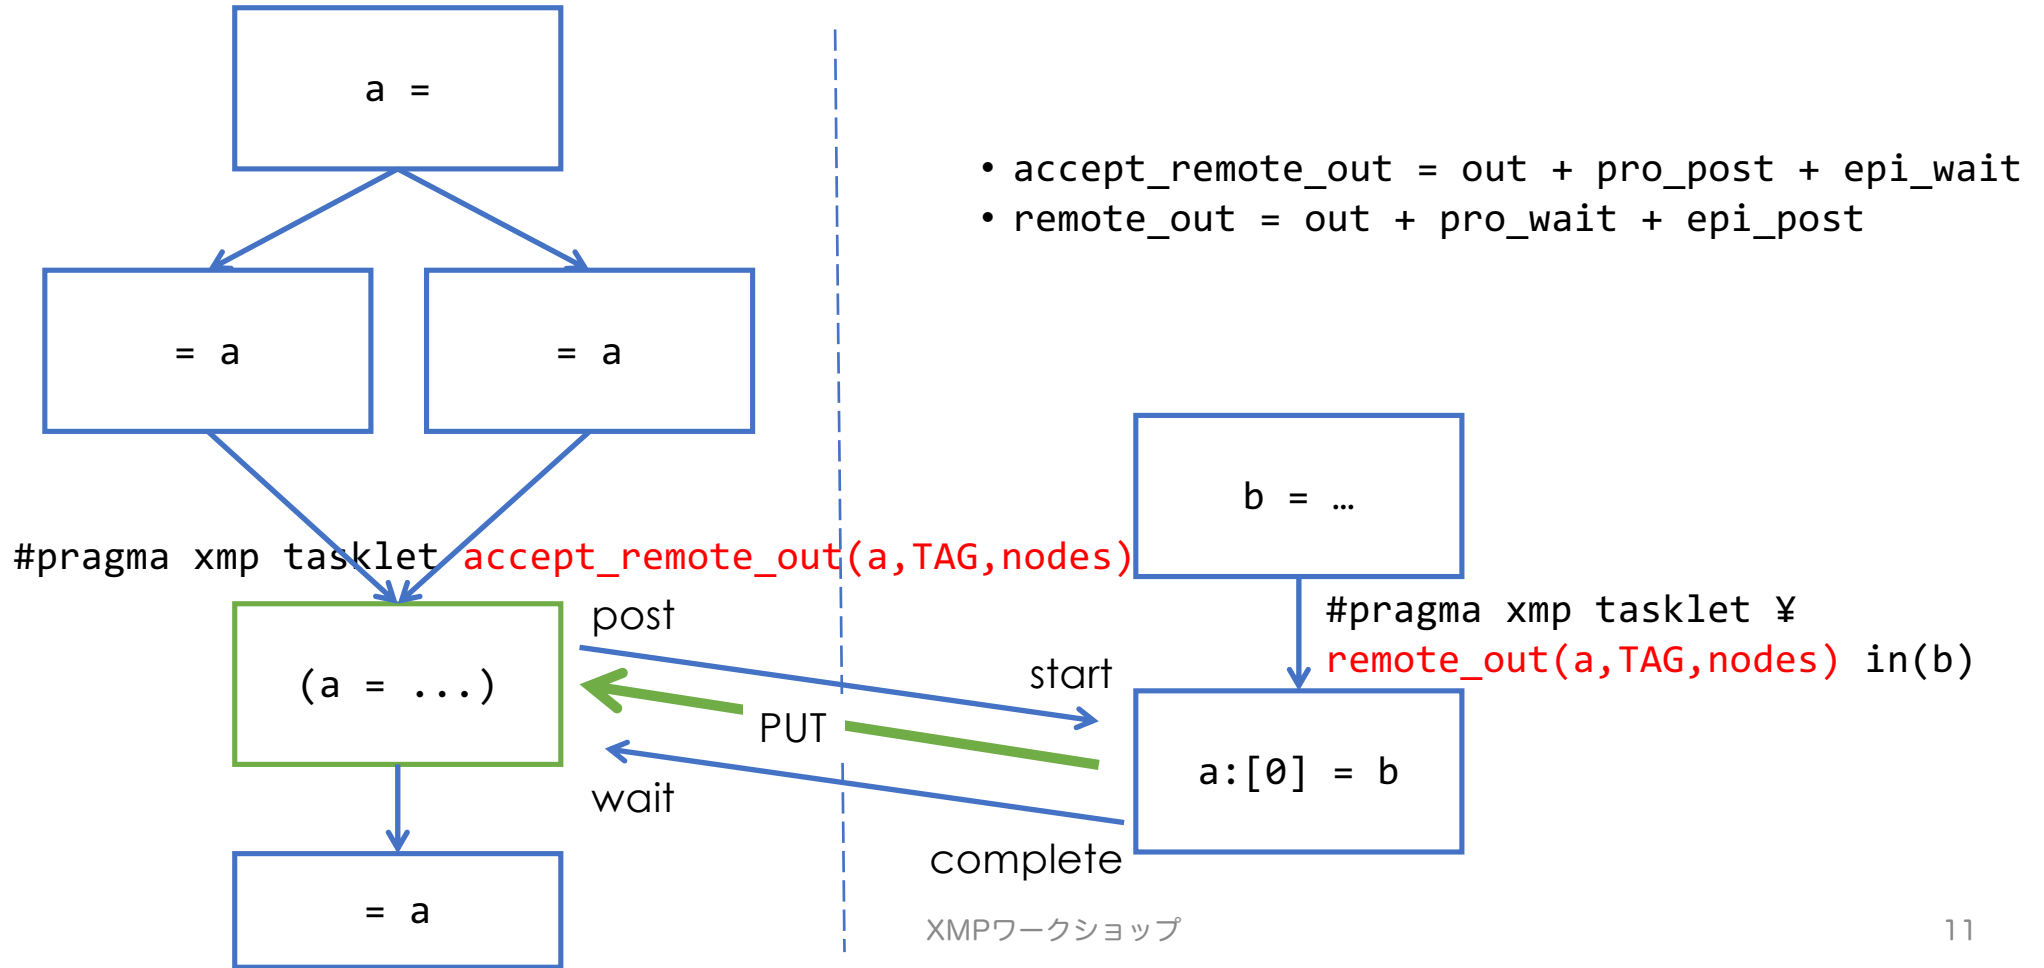 a =
• accept_remote_out = out + pro_post + epi_wait
• remote_out = out + pro_wait + epi_post
= a
= a
b = …
#pragma xmp tasklet accept_remote_out(a,TAG,nodes)
#pragma xmp tasklet ¥
remote_out(a,TAG,nodes) in(b)
post
start
(a = ...)
PUT
a:[0] = b
wait
complete
= a
XMPワークショップ
11